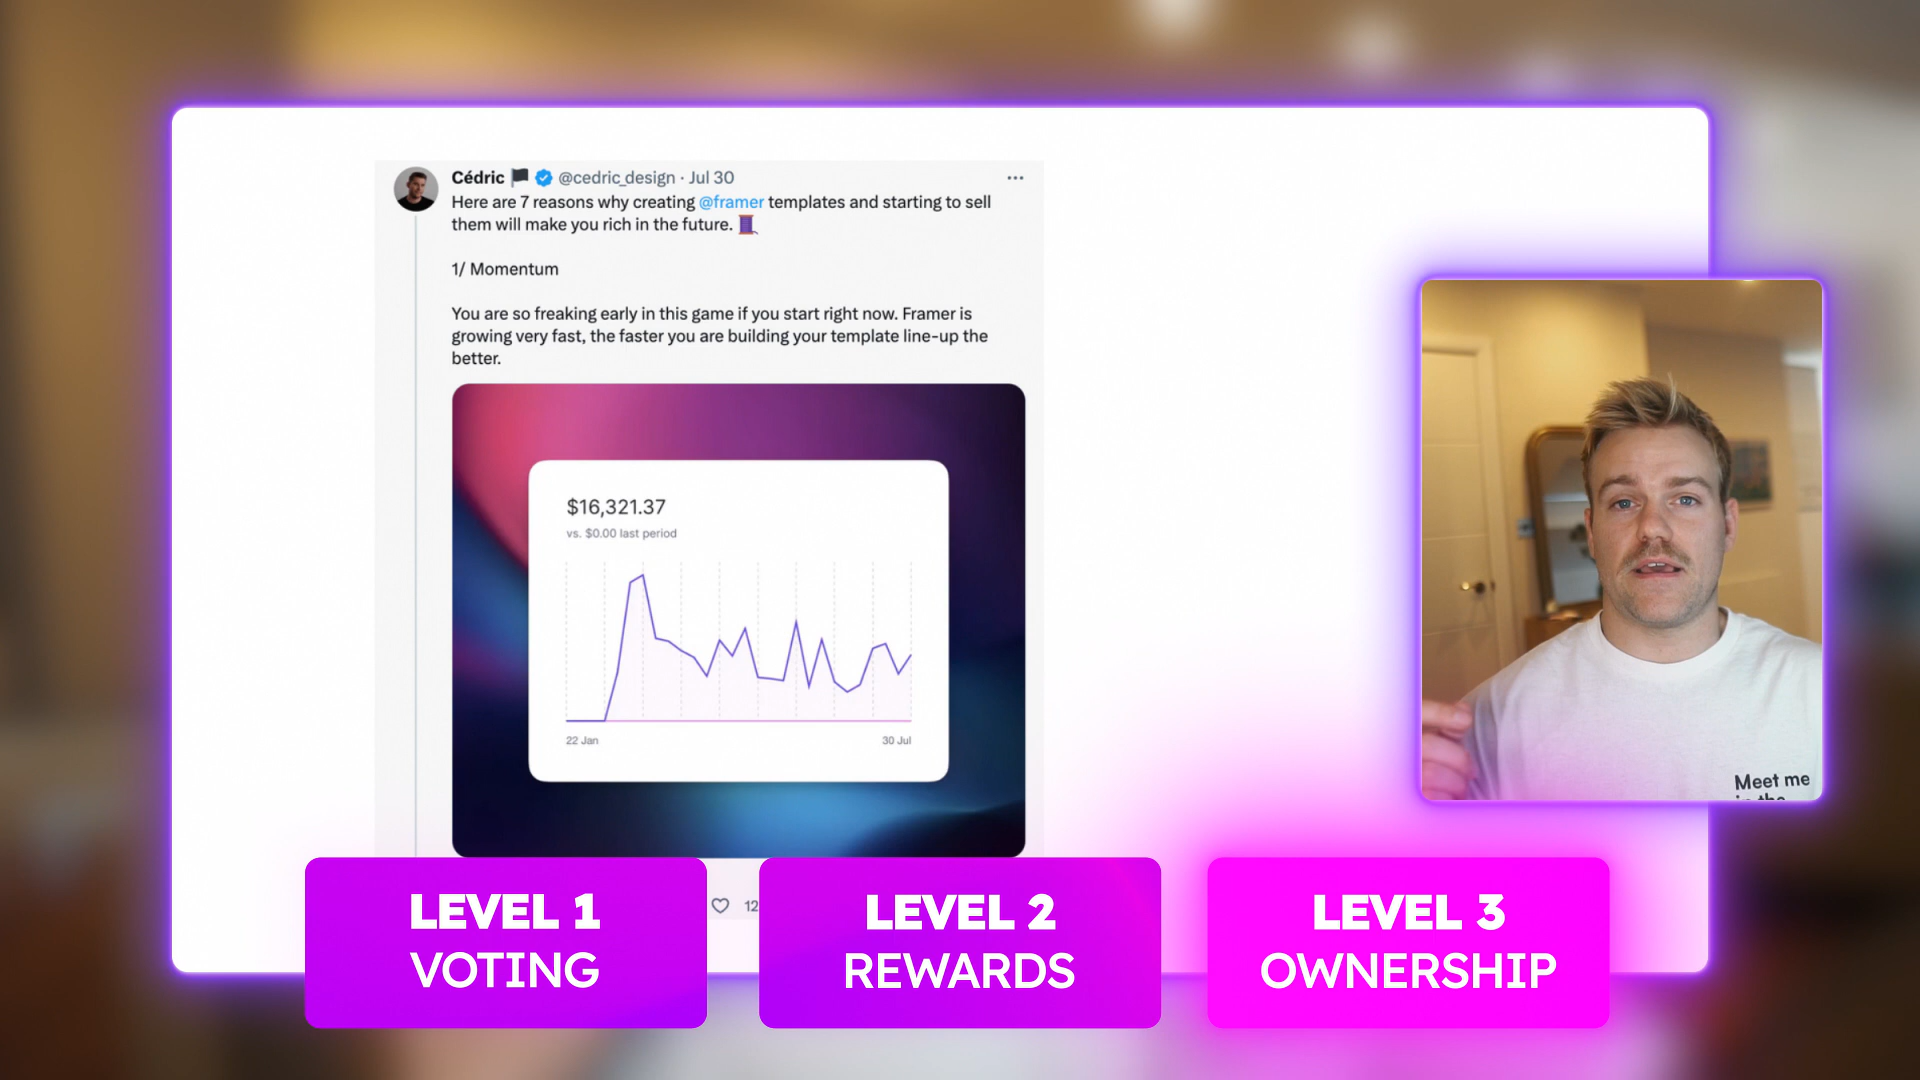 Cédric @cedric_design · Jul 30
Here are 7 reasons why creating @framer templates and starting to sell
them will make you rich in the future.
1/ Momentum
You are so freaking early in this game if you start right now. Framer is
growing very fast, the faster you are building your template line-up the
better.
$16,321.37
vs. $0.00 last period
22 Jan
30 Jul
12
LEVEL 1
VOTING
LEVEL 2
REWARDS
LEVEL 3
OWNERSHIP
Meet me
in the